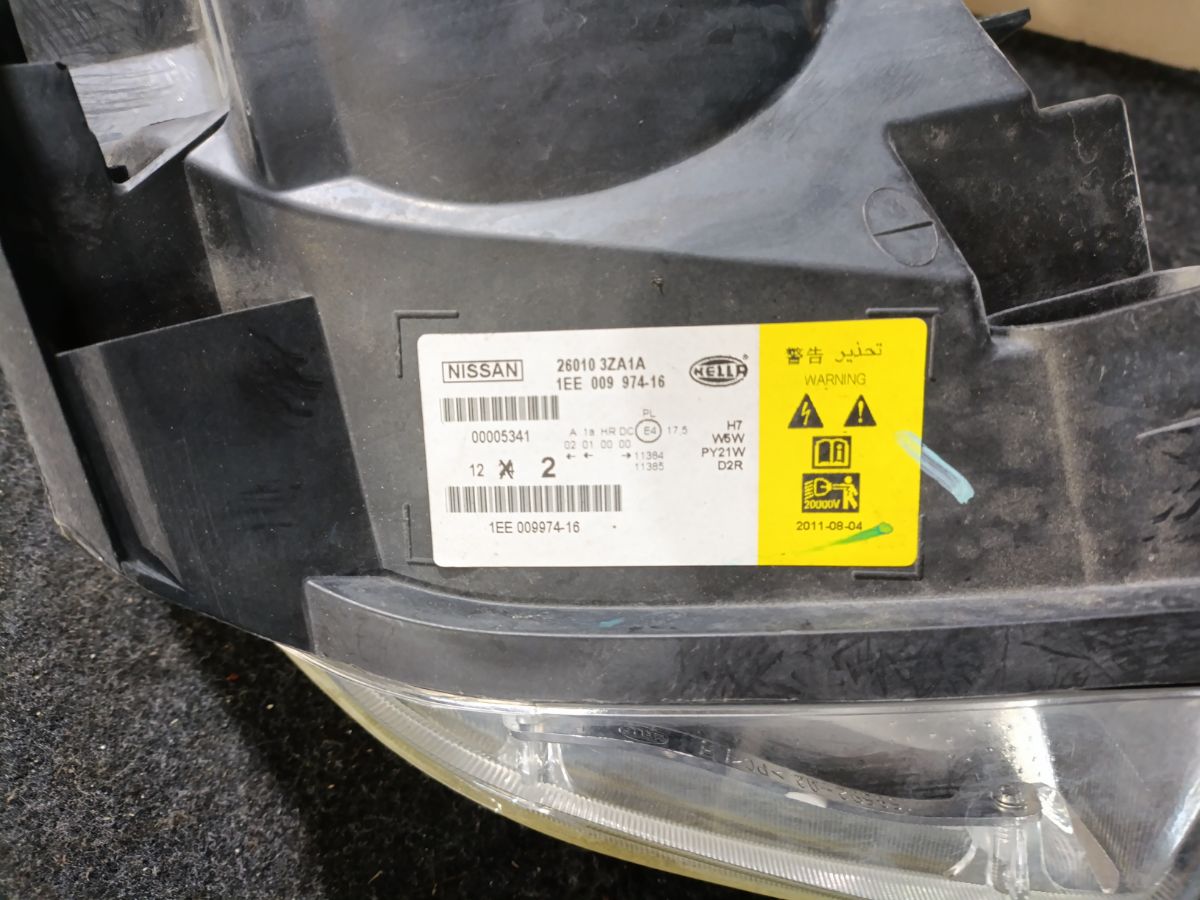 NISSAN
26010 3ZA1A
1EE 009 974-16
HELLA
00005341
PL
A 1a HR DC E4 17,5
02 01 00 00
← ← → 11384
11385
H7
W5W
PY21W
D2R
12 2
1EE 009974-16
警告 تحذير
WARNING
20000V
2011-08-04